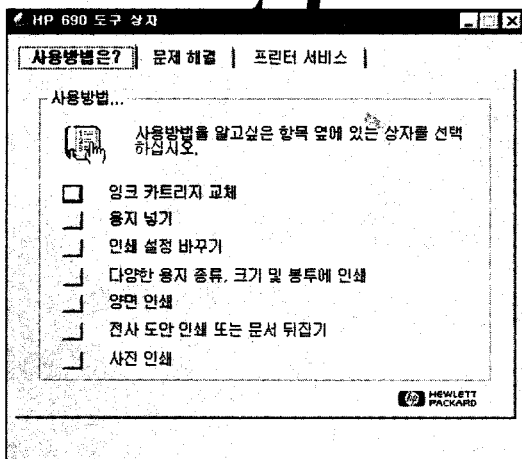 HP 690 도구 상자
사용방법은?
문제 해결
프린터 서비스
사용방법...
사용방법을 알고싶은 항목 옆에 있는 상자를 선택
하십시오.
잉크 카트리지 교체
용지 넣기
인쇄 설정 바꾸기
다양한 용지 종류, 크기 및 봉투에 인쇄
양면 인쇄
전사 도안 인쇄 또는 문서 뒤집기
사진 인쇄
hp HEWLETT
PACKARD